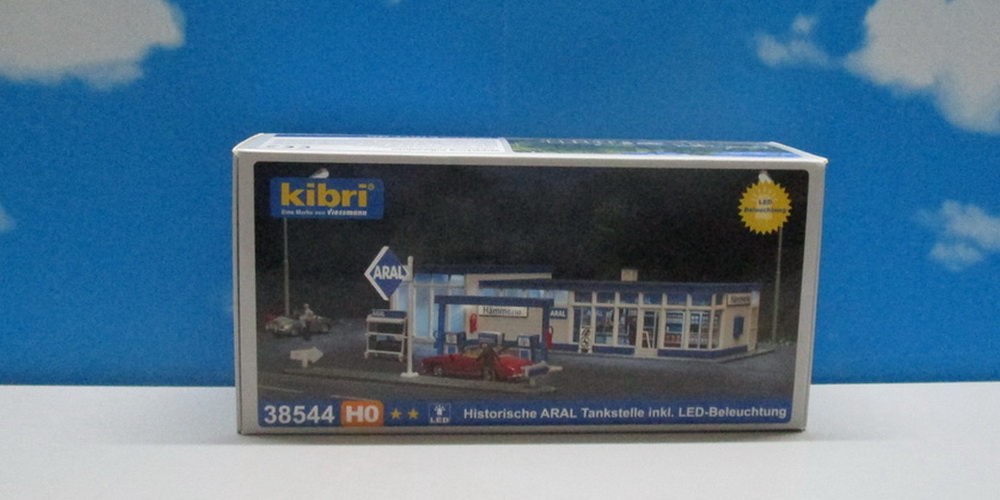 kibri
Eine Marke von Viessmann
LED-
Beleuchtung
ARAL
ARAL
38544 H0 LED Historische ARAL Tankstelle inkl. LED-Beleuchtung